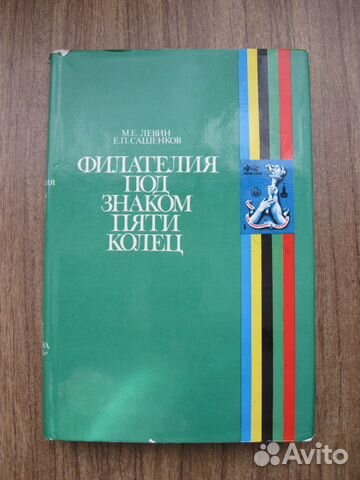 М.Е. ЛЕВИН
Е.П. САШЕНКОВ
ФИЛАТЕЛИЯ
ПОД
ЗНАКОМ
ПЯТИ
КОЛЕЦ
Avito